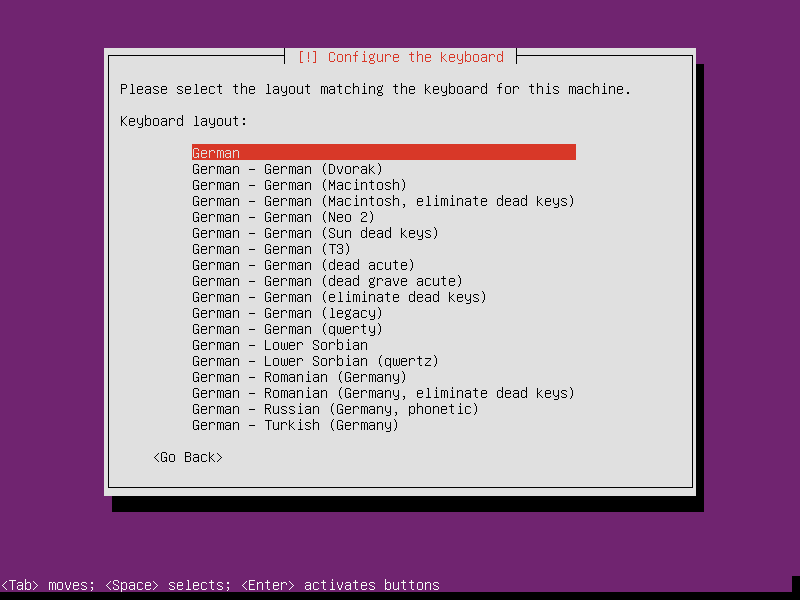 [!] Configure the keyboard
Please select the layout matching the keyboard for this machine.
Keyboard layout:
German
German - German (Dvorak)
German - German (Macintosh)
German - German (Macintosh, eliminate dead keys)
German - German (Neo 2)
German - German (Sun dead keys)
German - German (T3)
German - German (dead acute)
German - German (dead grave acute)
German - German (eliminate dead keys)
German - German (legacy)
German - German (qwerty)
German - Lower Sorbian
German - Lower Sorbian (qwertz)
German - Romanian (Germany)
German - Romanian (Germany, eliminate dead keys)
German - Russian (Germany, phonetic)
German - Turkish (Germany)
<Go Back>
<Tab> moves; <Space> selects; <Enter> activates buttons